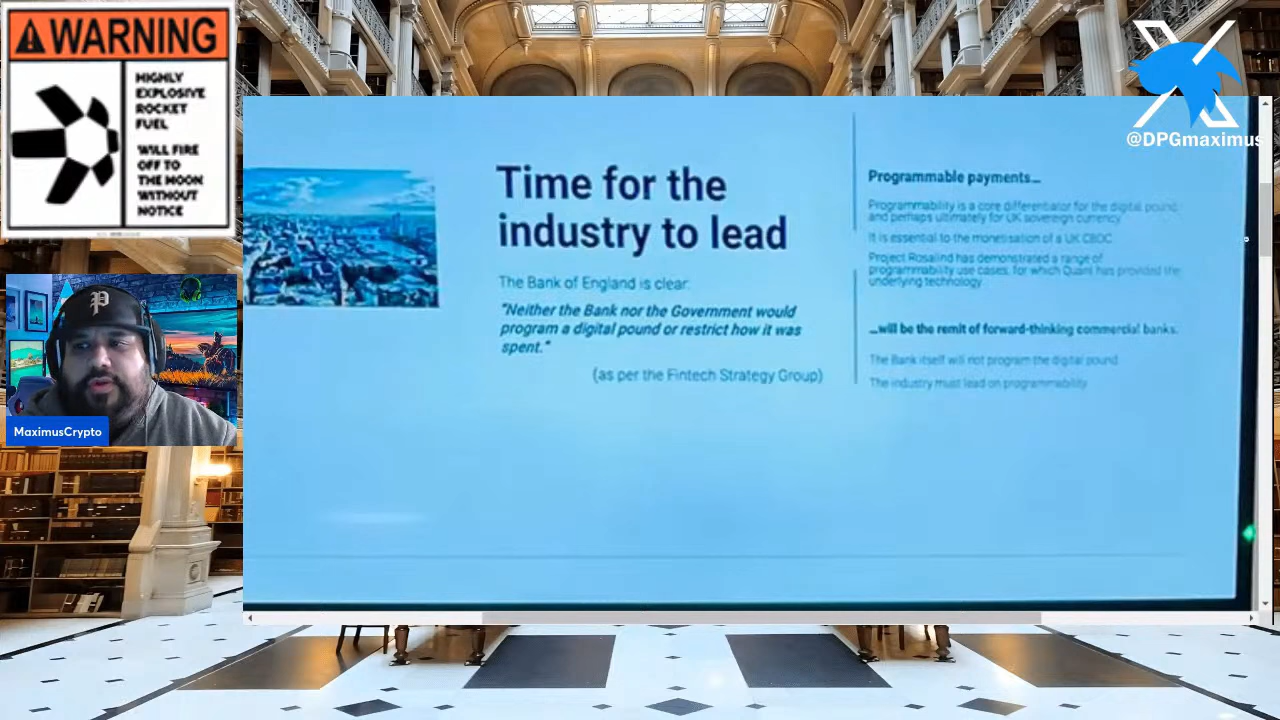 WARNING
HIGHLY
EXPLOSIVE
ROCKET
FUEL
WILL FIRE
OFF TO
THE MOON
WITHOUT
NOTICE
@DPGmaximus
Time for the
industry to lead
The Bank of England is clear:
"Neither the Bank nor the Government would
program a digital pound or restrict how it was
spent."
(as per the Fintech Strategy Group)
Programmable payments...
Programmability is a core differentiator for the digital pound,
and perhaps ultimately for UK sovereign currency
It is essential to the monetisation of a UK CBDC
Project Rosalind has demonstrated a range of
programmability use cases, for which Quant has provided the
underlying technology
...will be the remit of forward-thinking commercial banks.
The Bank itself will not program the digital pound
The industry must lead on programmability
P
MaximusCrypto